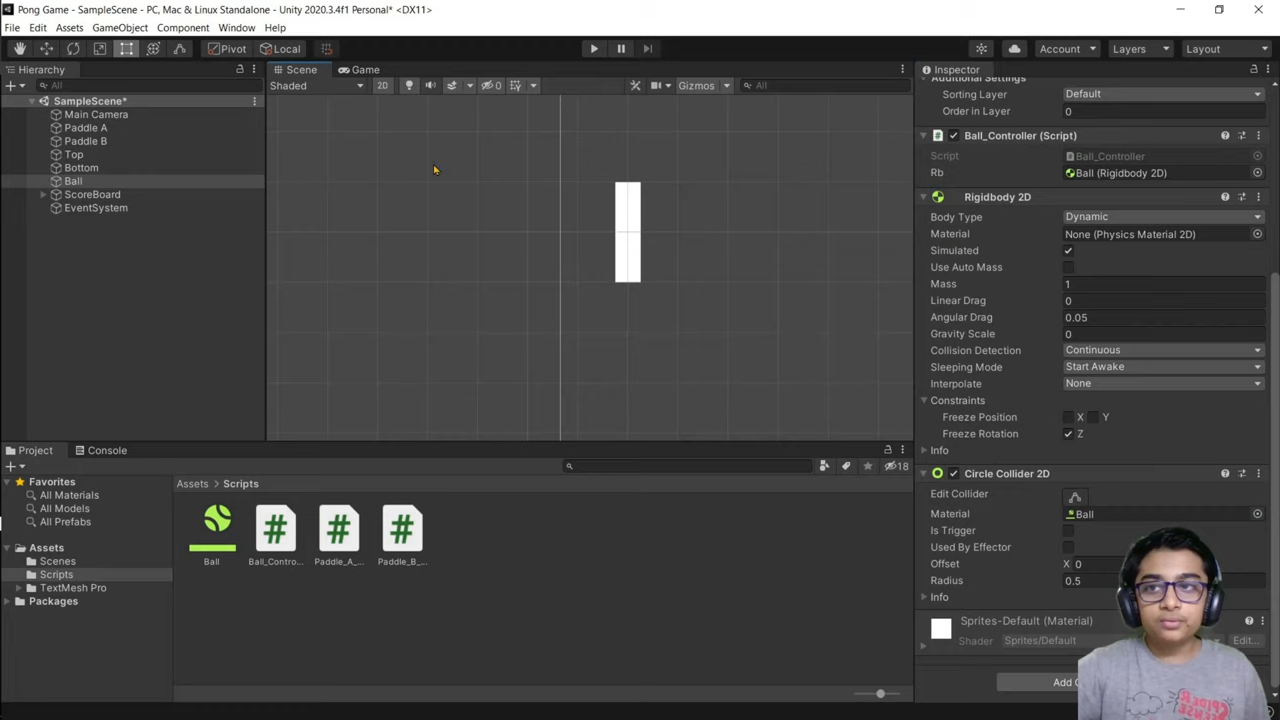 Pong Game - SampleScene - PC, Mac & Linux Standalone - Unity 2020.3.4f1 Personal* <DX11>
File Edit Assets GameObject Component Window Help
Pivot Local Account Layers Layout
Hierarchy
All
SampleScene*
Main Camera
Paddle A
Paddle B
Top
Bottom
Ball
ScoreBoard
EventSystem
Scene Game
Shaded 2D 0 Gizmos All
Inspector
Additional Settings
Sorting Layer Default
Order in Layer 0
Ball_Controller (Script)
Script Ball_Controller
Rb Ball (Rigidbody 2D)
Rigidbody 2D
Body Type Dynamic
Material None (Physics Material 2D)
Simulated
Use Auto Mass
Mass 1
Linear Drag 0
Angular Drag 0.05
Gravity Scale 0
Collision Detection Continuous
Sleeping Mode Start Awake
Interpolate None
Constraints
Freeze Position X Y
Freeze Rotation Z
Info
Circle Collider 2D
Edit Collider
Material Ball
Is Trigger
Used By Effector
Offset X 0
Radius 0.5
Info
Sprites-Default (Material)
Shader Sprites/Default Edit...
Add
Project Console
18
Favorites
All Materials
All Models
All Prefabs
Assets
Scenes
Scripts
TextMesh Pro
Packages
Assets > Scripts
Ball Ball_Contro... Paddle_A_... Paddle_B_...